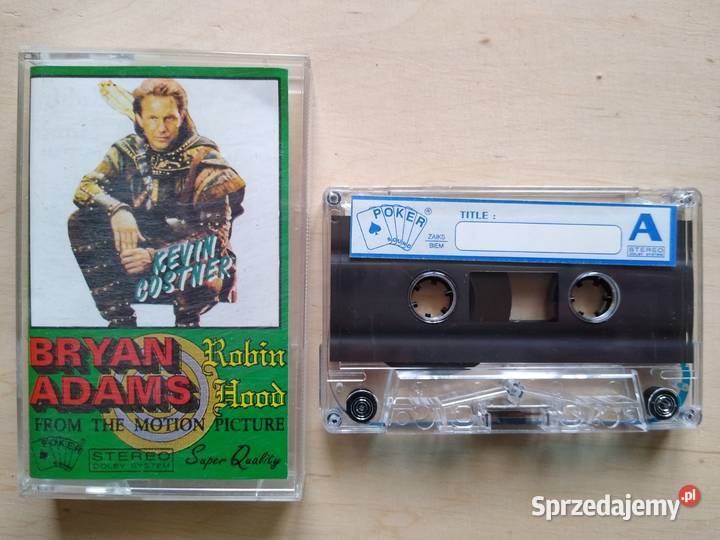 KEVIN
COSTNER
BRYAN
ADAMS
Robin
Hood
FROM THE MOTION PICTURE
POKER
STEREO
DOLBY SYSTEM
Super Quality
POKER®
SOUND
ZAIKS
BIEM
TITLE :
A
STEREO
DOLBY SYSTEM
Sprzedajemy.pl